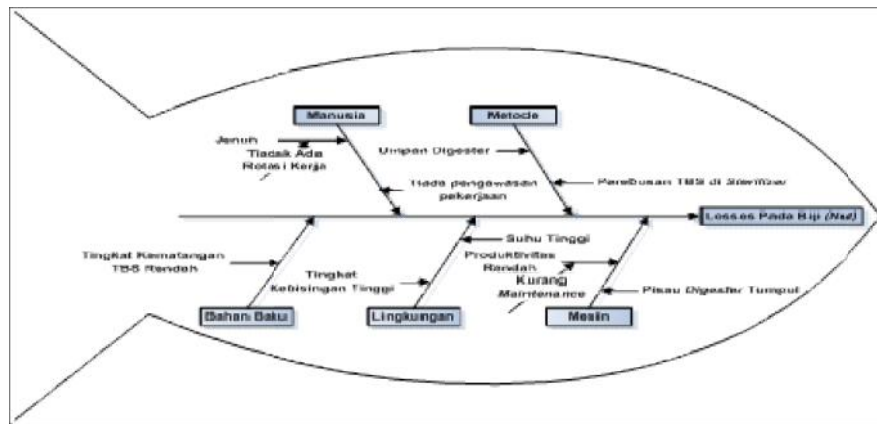 Manusia
Metode
Jenuh
Tiadak Ada
Rotasi Kerja
Umpan Digester
Tiada pengawasan
pekerjaan
Perebusan TBS di Sterilizer
Losses Pada Biji (Nut)
Tingkat Kematangan
TBS Rendah
Suhu Tinggi
Tingkat
Kebisingan Tinggi
Produktivitas
Rendah
Kurang
Maintenance
Pisau Digester Tumpul
Bahan Baku
Lingkungan
Mesin